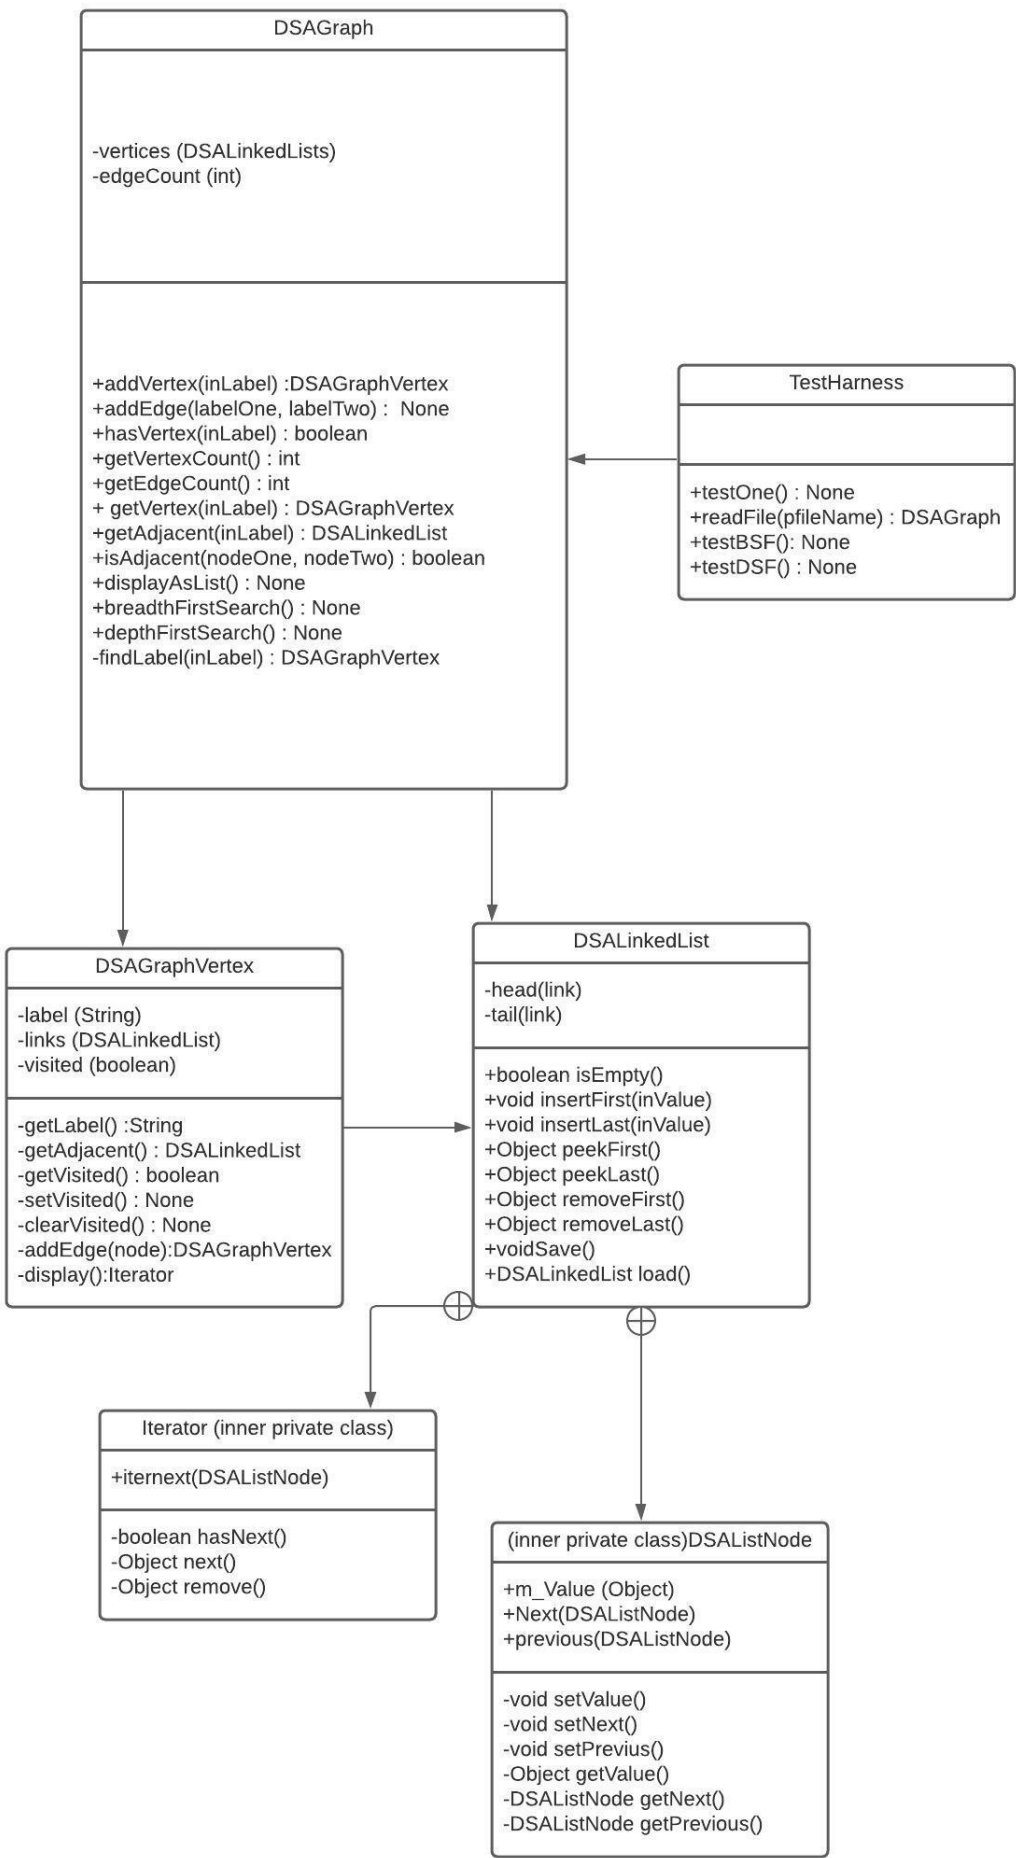 DSAGraph
-vertices (DSALinkedLists)
-edgeCount (int)
+addVertex(inLabel) :DSAGraphVertex
+addEdge(labelOne, labelTwo) :  None
+hasVertex(inLabel) : boolean
+getVertexCount() : int
+getEdgeCount() : int
+ getVertex(inLabel) : DSAGraphVertex
+getAdjacent(inLabel) : DSALinkedList
+isAdjacent(nodeOne, nodeTwo) : boolean
+displayAsList() : None
+breadthFirstSearch() : None
+depthFirstSearch() : None
-findLabel(inLabel) : DSAGraphVertex
TestHarness
+testOne() : None
+readFile(pfileName) : DSAGraph
+testBSF(): None
+testDSF() : None
DSAGraphVertex
-label (String)
-links (DSALinkedList)
-visited (boolean)
-getLabel() :String
-getAdjacent() : DSALinkedList
-getVisited() : boolean
-setVisited() : None
-clearVisited() : None
-addEdge(node):DSAGraphVertex
-display():Iterator
DSALinkedList
-head(link)
-tail(link)
+boolean isEmpty()
+void insertFirst(inValue)
+void insertLast(inValue)
+Object peekFirst()
+Object peekLast()
+Object removeFirst()
+Object removeLast()
+voidSave()
+DSALinkedList load()
Iterator (inner private class)
+iternext(DSAListNode)
-boolean hasNext()
-Object next()
-Object remove()
(inner private class)DSAListNode
+m_Value (Object)
+Next(DSAListNode)
+previous(DSAListNode)
-void setValue()
-void setNext()
-void setPrevius()
-Object getValue()
-DSAListNode getNext()
-DSAListNode getPrevious()